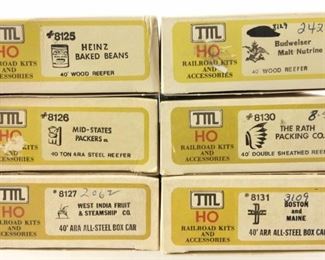 TM
HO
RAILROAD KITS
AND
ACCESSORIES
#8125
HEINZ
BAKED BEANS
40' WOOD REEFER
TM
HO
RAILROAD KITS
AND
ACCESSORIES
Budweiser
Malt Nutrine
40' WOOD REEFER
TM
HO
RAILROAD KITS
AND
ACCESSORIES
#8126
MID-STATES
PACKERS
40 TON ARA STEEL REEFER
TM
HO
RAILROAD KITS
AND
ACCESSORIES
#8130
THE RATH
PACKING CO.
40' DOUBLE SHEATHED REEFER
TM
HO
RAILROAD KITS
AND
ACCESSORIES
#8127
2062
WEST INDIA FRUIT
& STEAMSHIP CO.
40' ARA ALL-STEEL BOX CAR
TM
HO
RAILROAD KITS
AND
ACCESSORIES
#8131
3109
BOSTON
and
MAINE
40' ARA ALL-STEEL BOX CAR